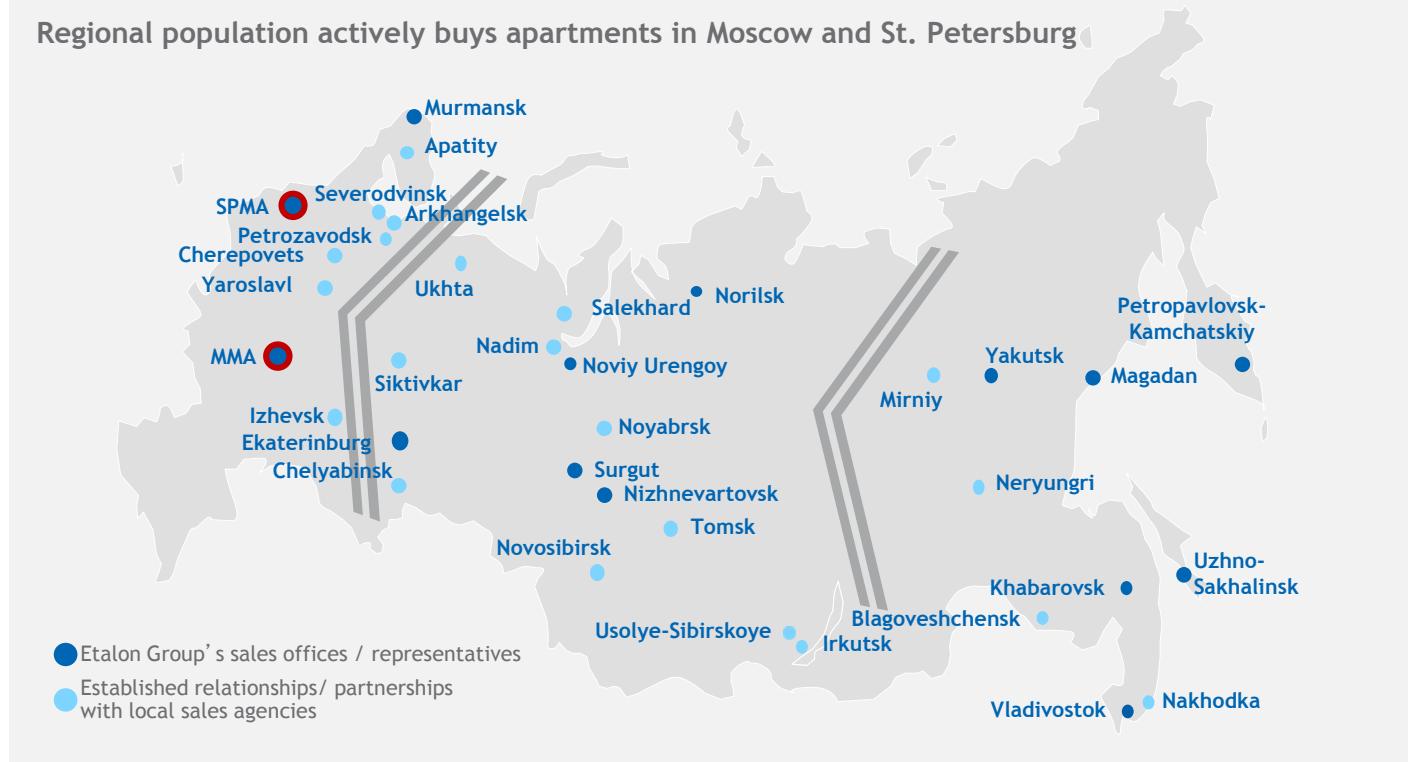 Regional population actively buys apartments in Moscow and St. Petersburg
Murmansk
Apatity
Severodvinsk
SPMA
Arkhangelsk
Petrozavodsk
Cherepovets
Yaroslavl
Ukhta
Norilsk
Salekhard
Petropavlovsk-
Kamchatskiy
Nadim
MMA
Yakutsk
Noviy Urengoy
Magadan
Siktivkar
Mirniy
Izhevsk
Noyabrsk
Ekaterinburg
Chelyabinsk
Surgut
Neryungri
Nizhnevartovsk
Tomsk
Novosibirsk
Uzhno-
Sakhalinsk
Khabarovsk
Blagoveshchensk
Usolye-Sibirskoye
Irkutsk
Etalon Group's sales offices / representatives
Established relationships/ partnerships
with local sales agencies
Nakhodka
Vladivostok